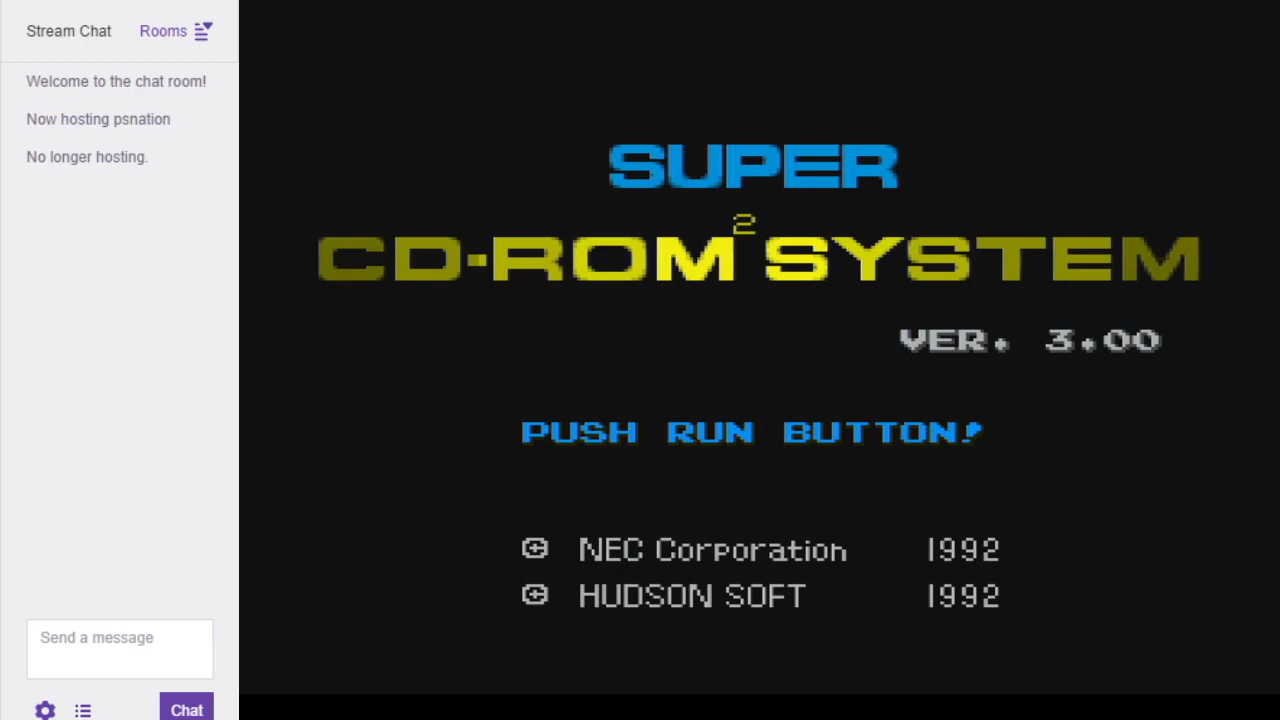 Stream Chat
Rooms
Welcome to the chat room!
Now hosting psnation
No longer hosting.
Send a message
Chat
SUPER
CD·ROM² SYSTEM
VER. 3.00
PUSH RUN BUTTON!
© NEC Corporation 1992
© HUDSON SOFT 1992